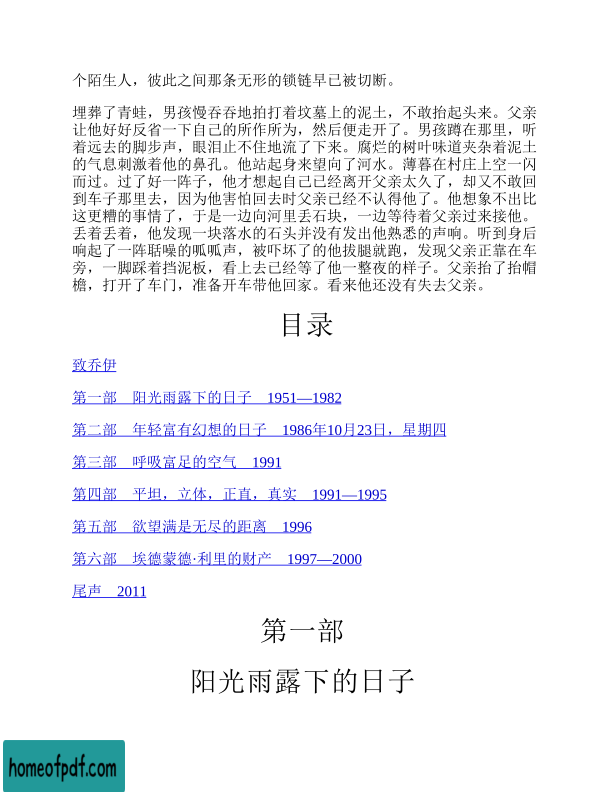 个陌生人，彼此之间那条无形的锁链早已被切断。
埋葬了青蛙，男孩慢吞吞地拍打着坟墓上的泥土，不敢抬起头来。父亲
让他好好反省一下自己的所作所为，然后便走开了。男孩蹲在那里，听
着远去的脚步声，眼泪止不住地流了下来。腐烂的树叶味道夹杂着泥土
的气息刺激着他的鼻孔。他站起身来望向了河水。薄暮在村庄上空一闪
而过。过了好一阵子，他才想起自己已经离开父亲太久了，却又不敢回
到车子那里去，因为他害怕回去时父亲已经不认得他了。他想象不出比
这更糟的事情了，于是一边向河里丢石块，一边等待着父亲过来接他。
丢着丢着，他发现一块落水的石头并没有发出他熟悉的声响。听到身后
响起了一阵聒噪的呱呱声，被吓坏了的他拔腿就跑，发现父亲正靠在车
旁，一脚踩着挡泥板，看上去已经等了他一整夜的样子。父亲抬了抬帽
檐，打开了车门，准备开车带他回家。看来他还没有失去父亲。
目录
致乔伊
第一部　阳光雨露下的日子　1951—1982
第二部　年轻富有幻想的日子　1986年10月23日，星期四
第三部　呼吸富足的空气　1991
第四部　平坦，立体，正直，真实　1991—1995
第五部　欲望满是无尽的距离　1996
第六部　埃德蒙德·利里的财产　1997—2000
尾声　2011
第一部
阳光雨露下的日子
homeofpdf.com